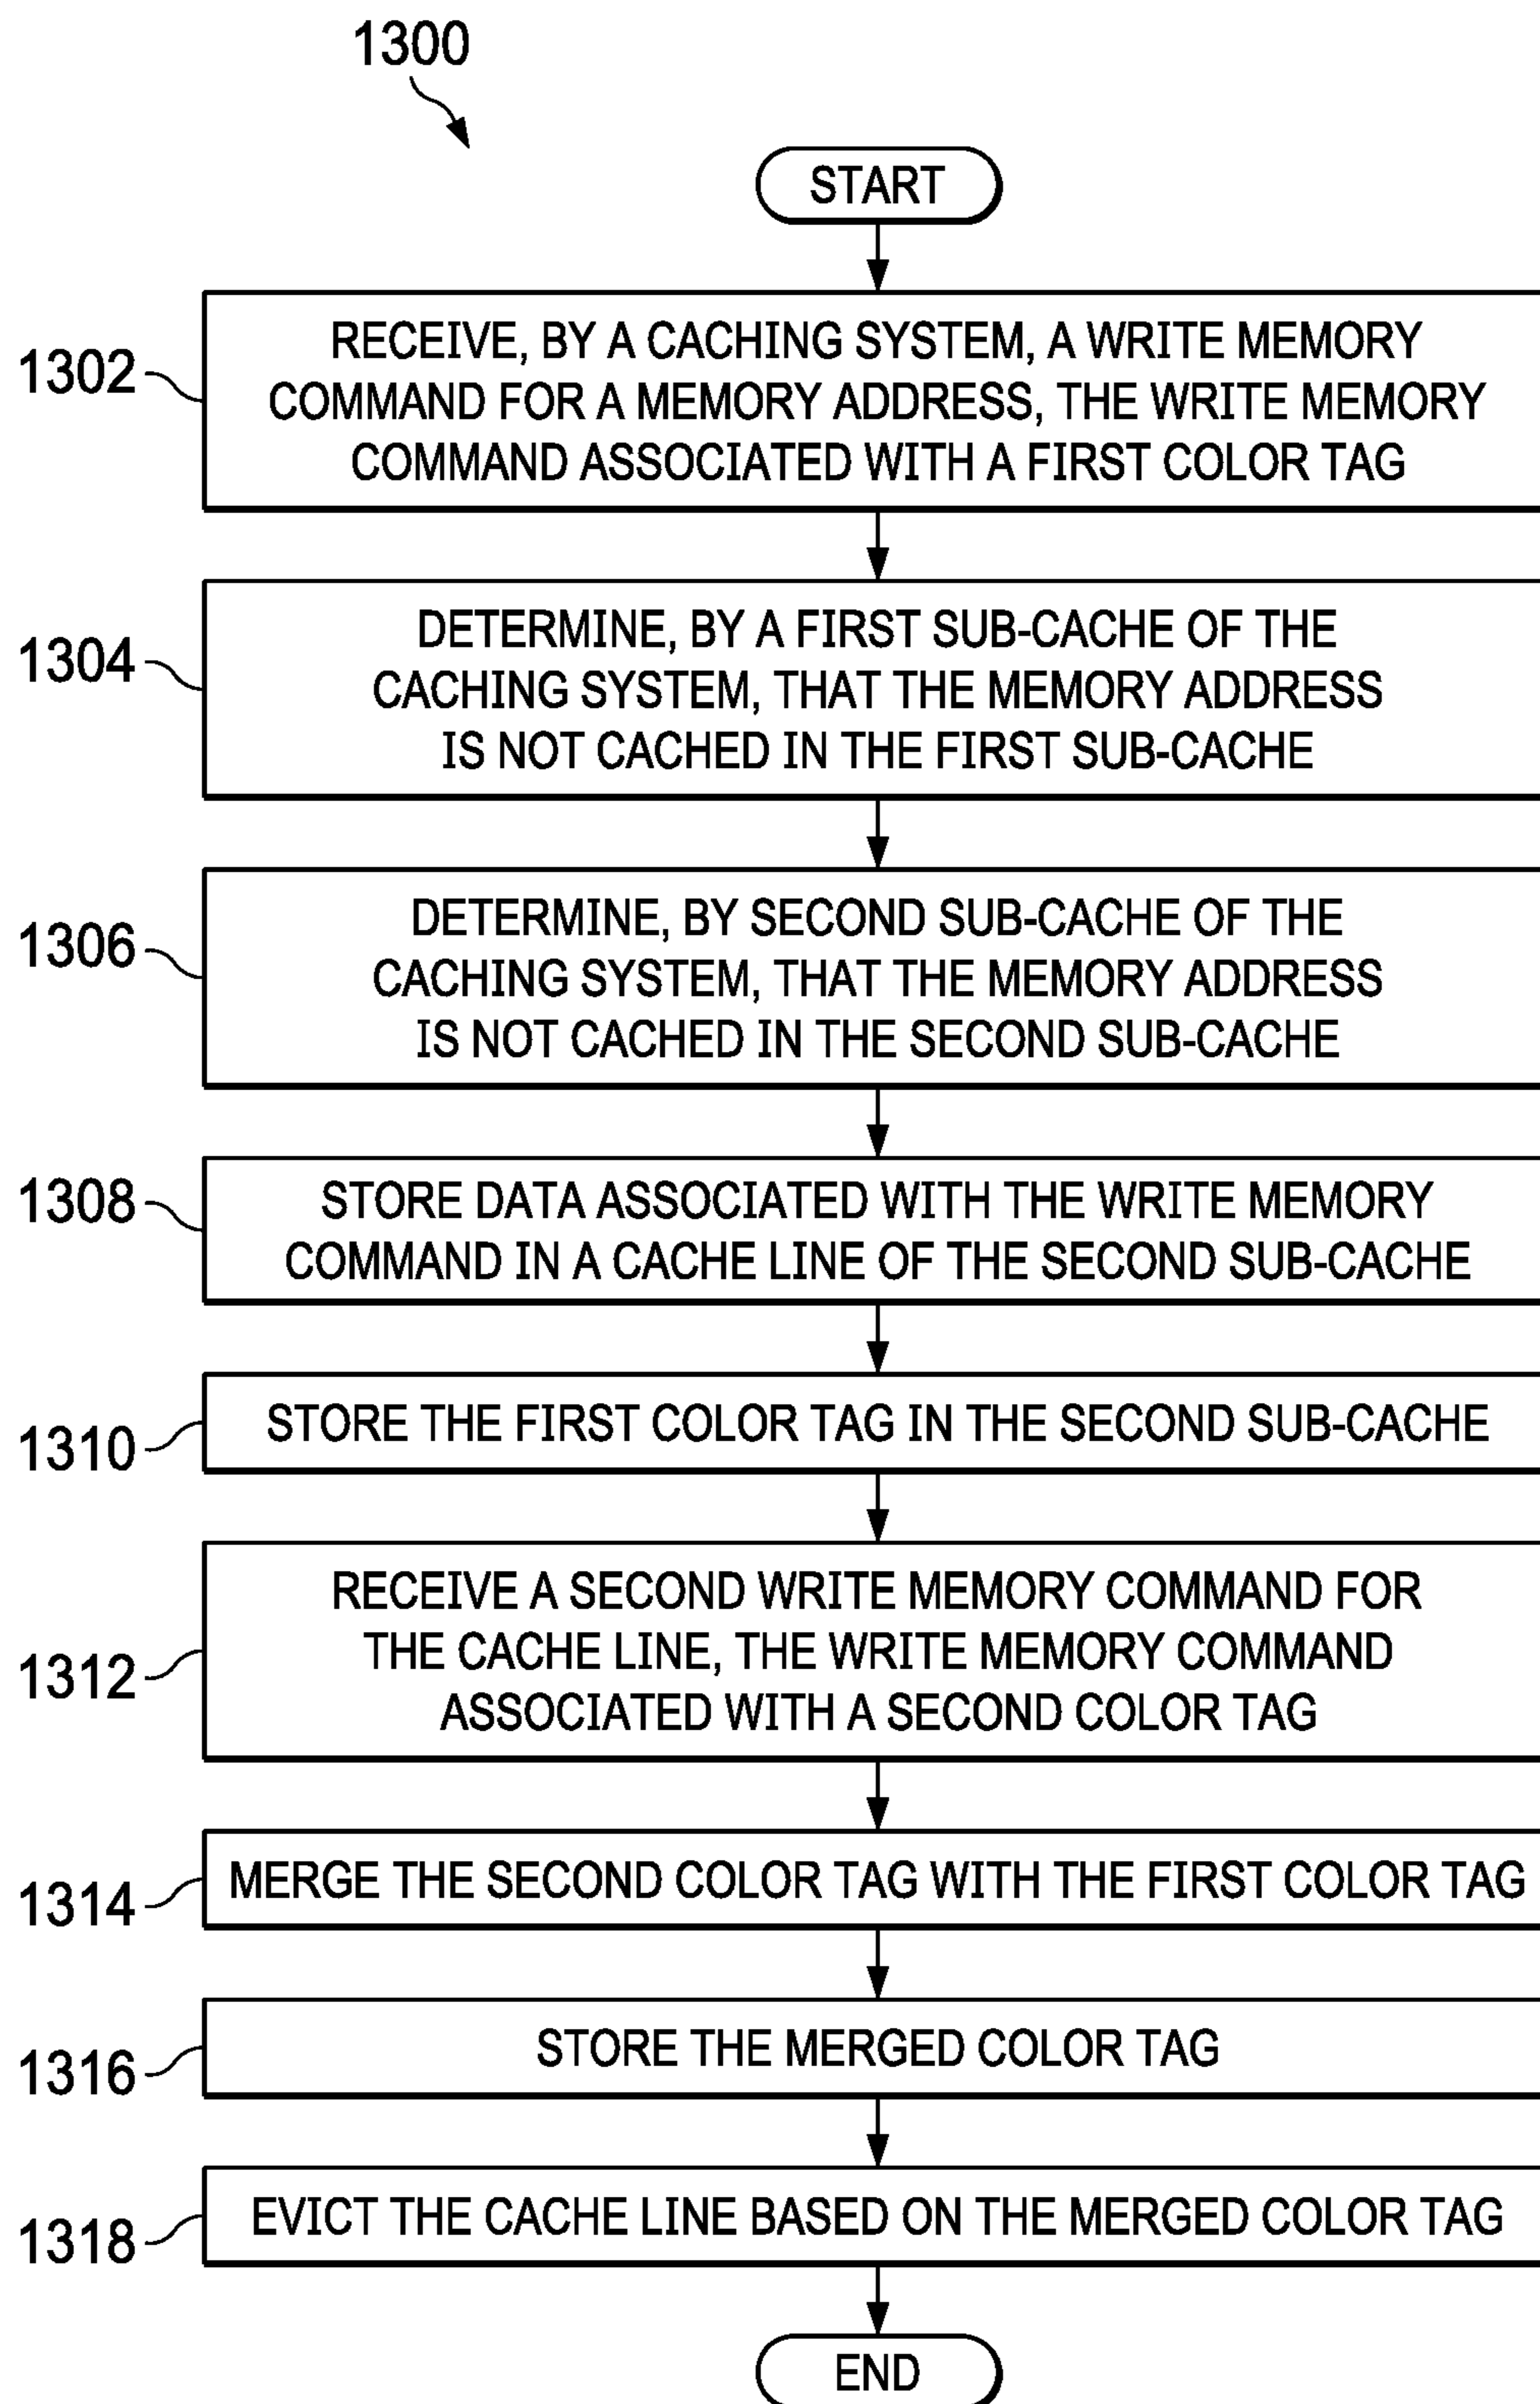 1300
START
1302
RECEIVE, BY A CACHING SYSTEM, A WRITE MEMORY
COMMAND FOR A MEMORY ADDRESS, THE WRITE MEMORY
COMMAND ASSOCIATED WITH A FIRST COLOR TAG
1304
DETERMINE, BY A FIRST SUB-CACHE OF THE
CACHING SYSTEM, THAT THE MEMORY ADDRESS
IS NOT CACHED IN THE FIRST SUB-CACHE
1306
DETERMINE, BY SECOND SUB-CACHE OF THE
CACHING SYSTEM, THAT THE MEMORY ADDRESS
IS NOT CACHED IN THE SECOND SUB-CACHE
1308
STORE DATA ASSOCIATED WITH THE WRITE MEMORY
COMMAND IN A CACHE LINE OF THE SECOND SUB-CACHE
1310
STORE THE FIRST COLOR TAG IN THE SECOND SUB-CACHE
1312
RECEIVE A SECOND WRITE MEMORY COMMAND FOR
THE CACHE LINE, THE WRITE MEMORY COMMAND
ASSOCIATED WITH A SECOND COLOR TAG
1314
MERGE THE SECOND COLOR TAG WITH THE FIRST COLOR TAG
1316
STORE THE MERGED COLOR TAG
1318
EVICT THE CACHE LINE BASED ON THE MERGED COLOR TAG
END